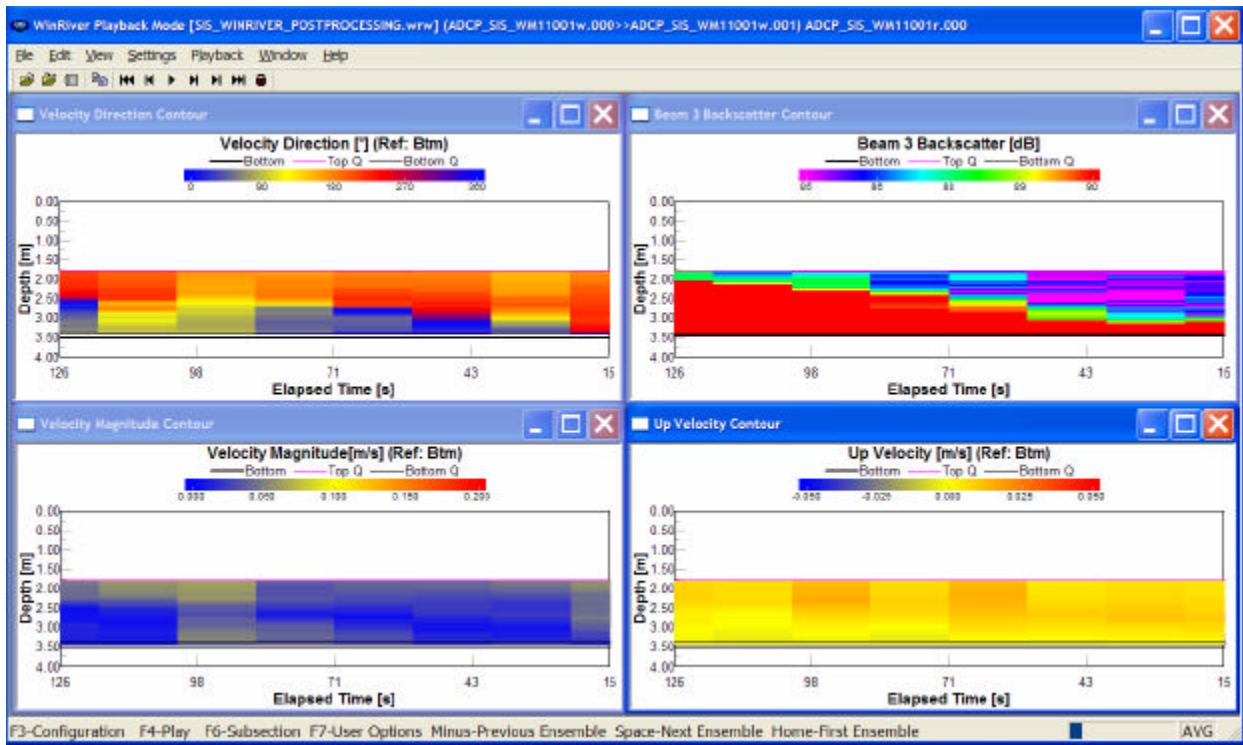 WinRiver Playback Mode [SIS_WINRIVER_POSTPROCESSING.wrw] (ADCP_SIS_WM11001w.000>>ADCP_SIS_WM11001w.001) ADCP_SIS_WM11001r.000
File Edit View Settings Playback Window Help
Velocity Direction Contour
Velocity Direction [°] (Ref: Btm)
Bottom Top Q Bottom Q
0 90 180 270 360
0.00
0.50
1.00
1.50
2.00
2.50
3.00
3.50
4.00
Depth [m]
126 98 71 43 15
Elapsed Time [s]
Beam 3 Backscatter Contour
Beam 3 Backscatter [dB]
Bottom Top Q Bottom Q
90
0.00
0.50
1.00
1.50
2.00
2.50
3.00
3.50
4.00
Depth [m]
126 98 71 43 15
Elapsed Time [s]
Velocity Magnitude Contour
Velocity Magnitude[m/s] (Ref: Btm)
Bottom Top Q Bottom Q
0.000 0.050 0.100 0.150 0.200
0.00
0.50
1.00
1.50
2.00
2.50
3.00
3.50
4.00
Depth [m]
126 98 71 43 15
Elapsed Time [s]
Up Velocity Contour
Up Velocity [m/s] (Ref: Btm)
Bottom Top Q Bottom Q
-0.050 -0.025 0.000 0.025 0.050
0.00
0.50
1.00
1.50
2.00
2.50
3.00
3.50
4.00
Depth [m]
126 98 71 43 15
Elapsed Time [s]
F3-Configuration F4-Play F6-Subsection F7-User Options Minus-Previous Ensemble Space-Next Ensemble Home-First Ensemble
AVG